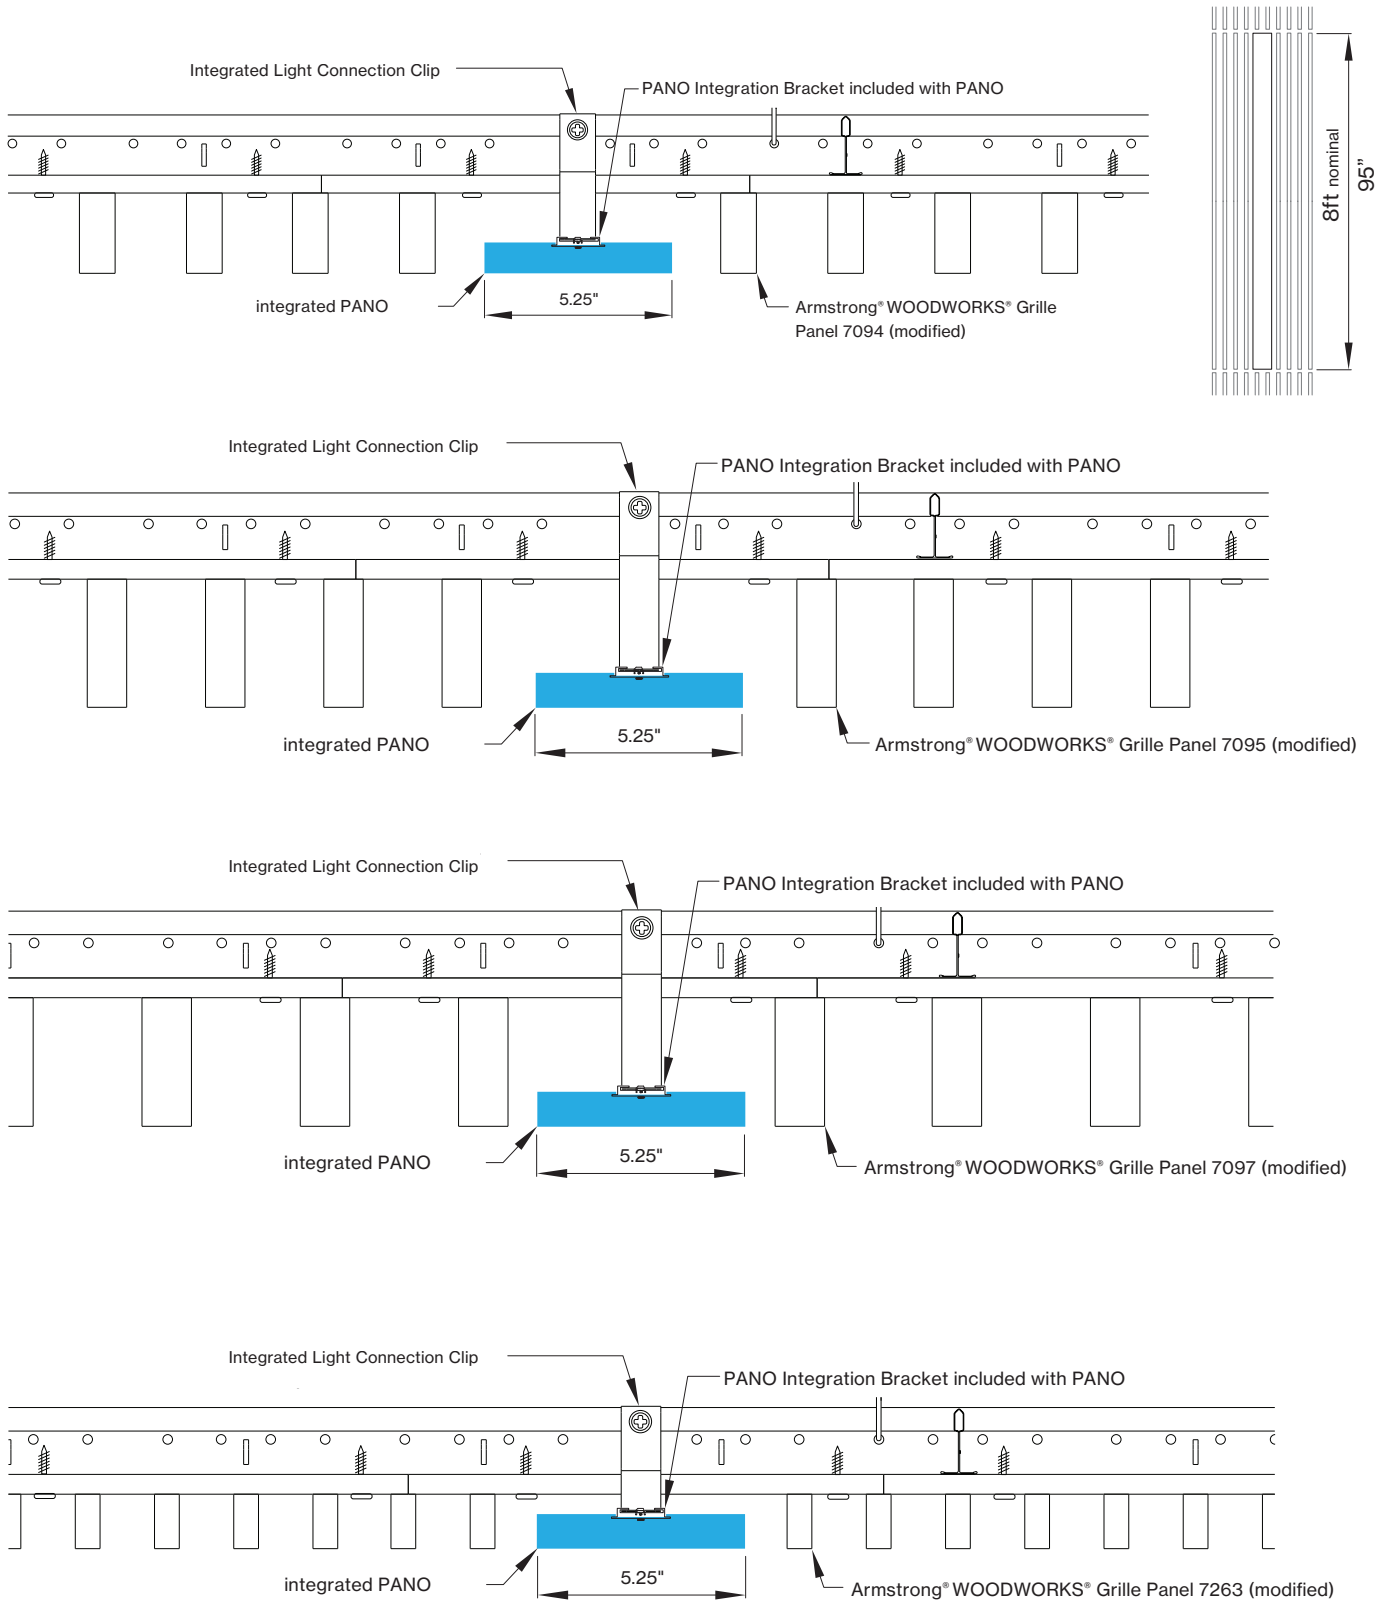 Integrated Light Connection Clip
PANO Integration Bracket included with PANO
integrated PANO
5.25"
Armstrong® WOODWORKS® Grille
Panel 7094 (modified)
8ft nominal
95”
Integrated Light Connection Clip
PANO Integration Bracket included with PANO
integrated PANO
5.25"
Armstrong® WOODWORKS® Grille Panel 7095 (modified)
Integrated Light Connection Clip
PANO Integration Bracket included with PANO
integrated PANO
5.25"
Armstrong® WOODWORKS® Grille Panel 7097 (modified)
Integrated Light Connection Clip
PANO Integration Bracket included with PANO
integrated PANO
5.25"
Armstrong® WOODWORKS® Grille Panel 7263 (modified)